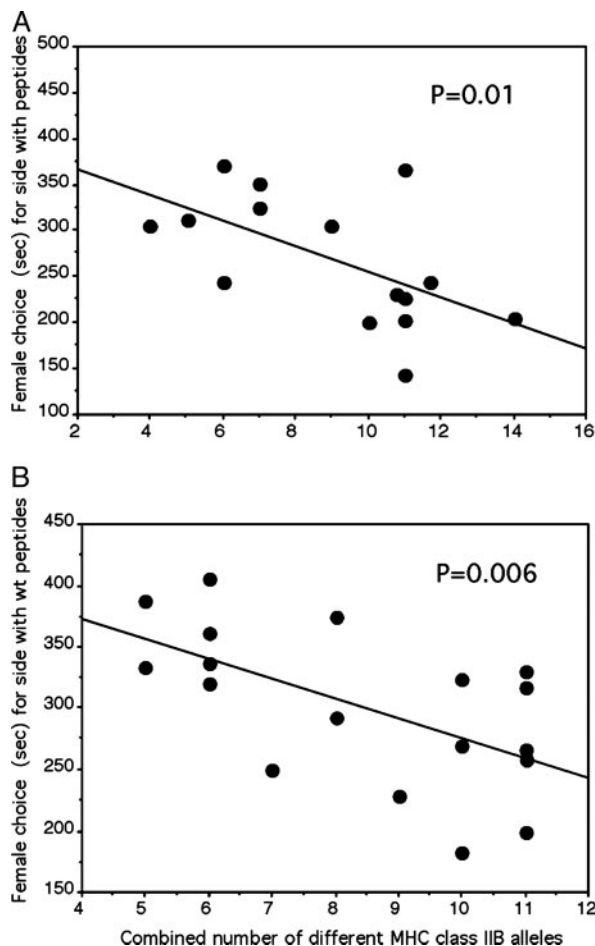 A
Female choice (sec) for side with peptides
500
450
400
350
300
250
200
150
100
P=0.01
2 4 6 8 10 12 14 16
B
Female choice (sec) for side with wt peptides
450
400
350
300
250
200
150
P=0.006
4 5 6 7 8 9 10 11 12
Combined number of different MHC class IIB alleles